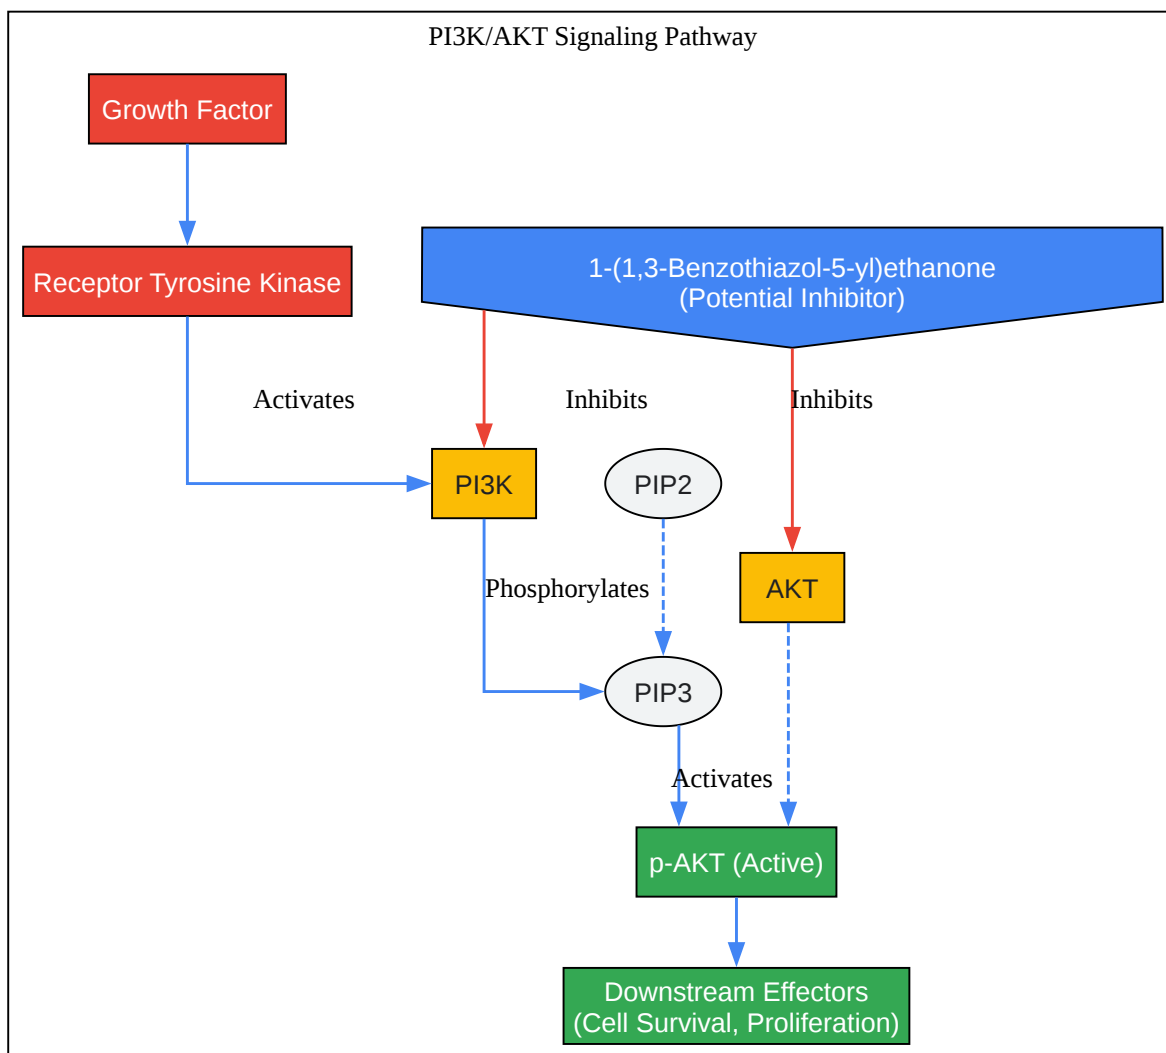 PI3K/AKT Signaling Pathway
Growth Factor
Receptor Tyrosine Kinase
1-(1,3-Benzothiazol-5-yl)ethanone
(Potential Inhibitor)
Activates
Inhibits
Inhibits
PI3K
PIP2
Phosphorylates
AKT
PIP3
Activates
p-AKT (Active)
Downstream Effectors
(Cell Survival, Proliferation)